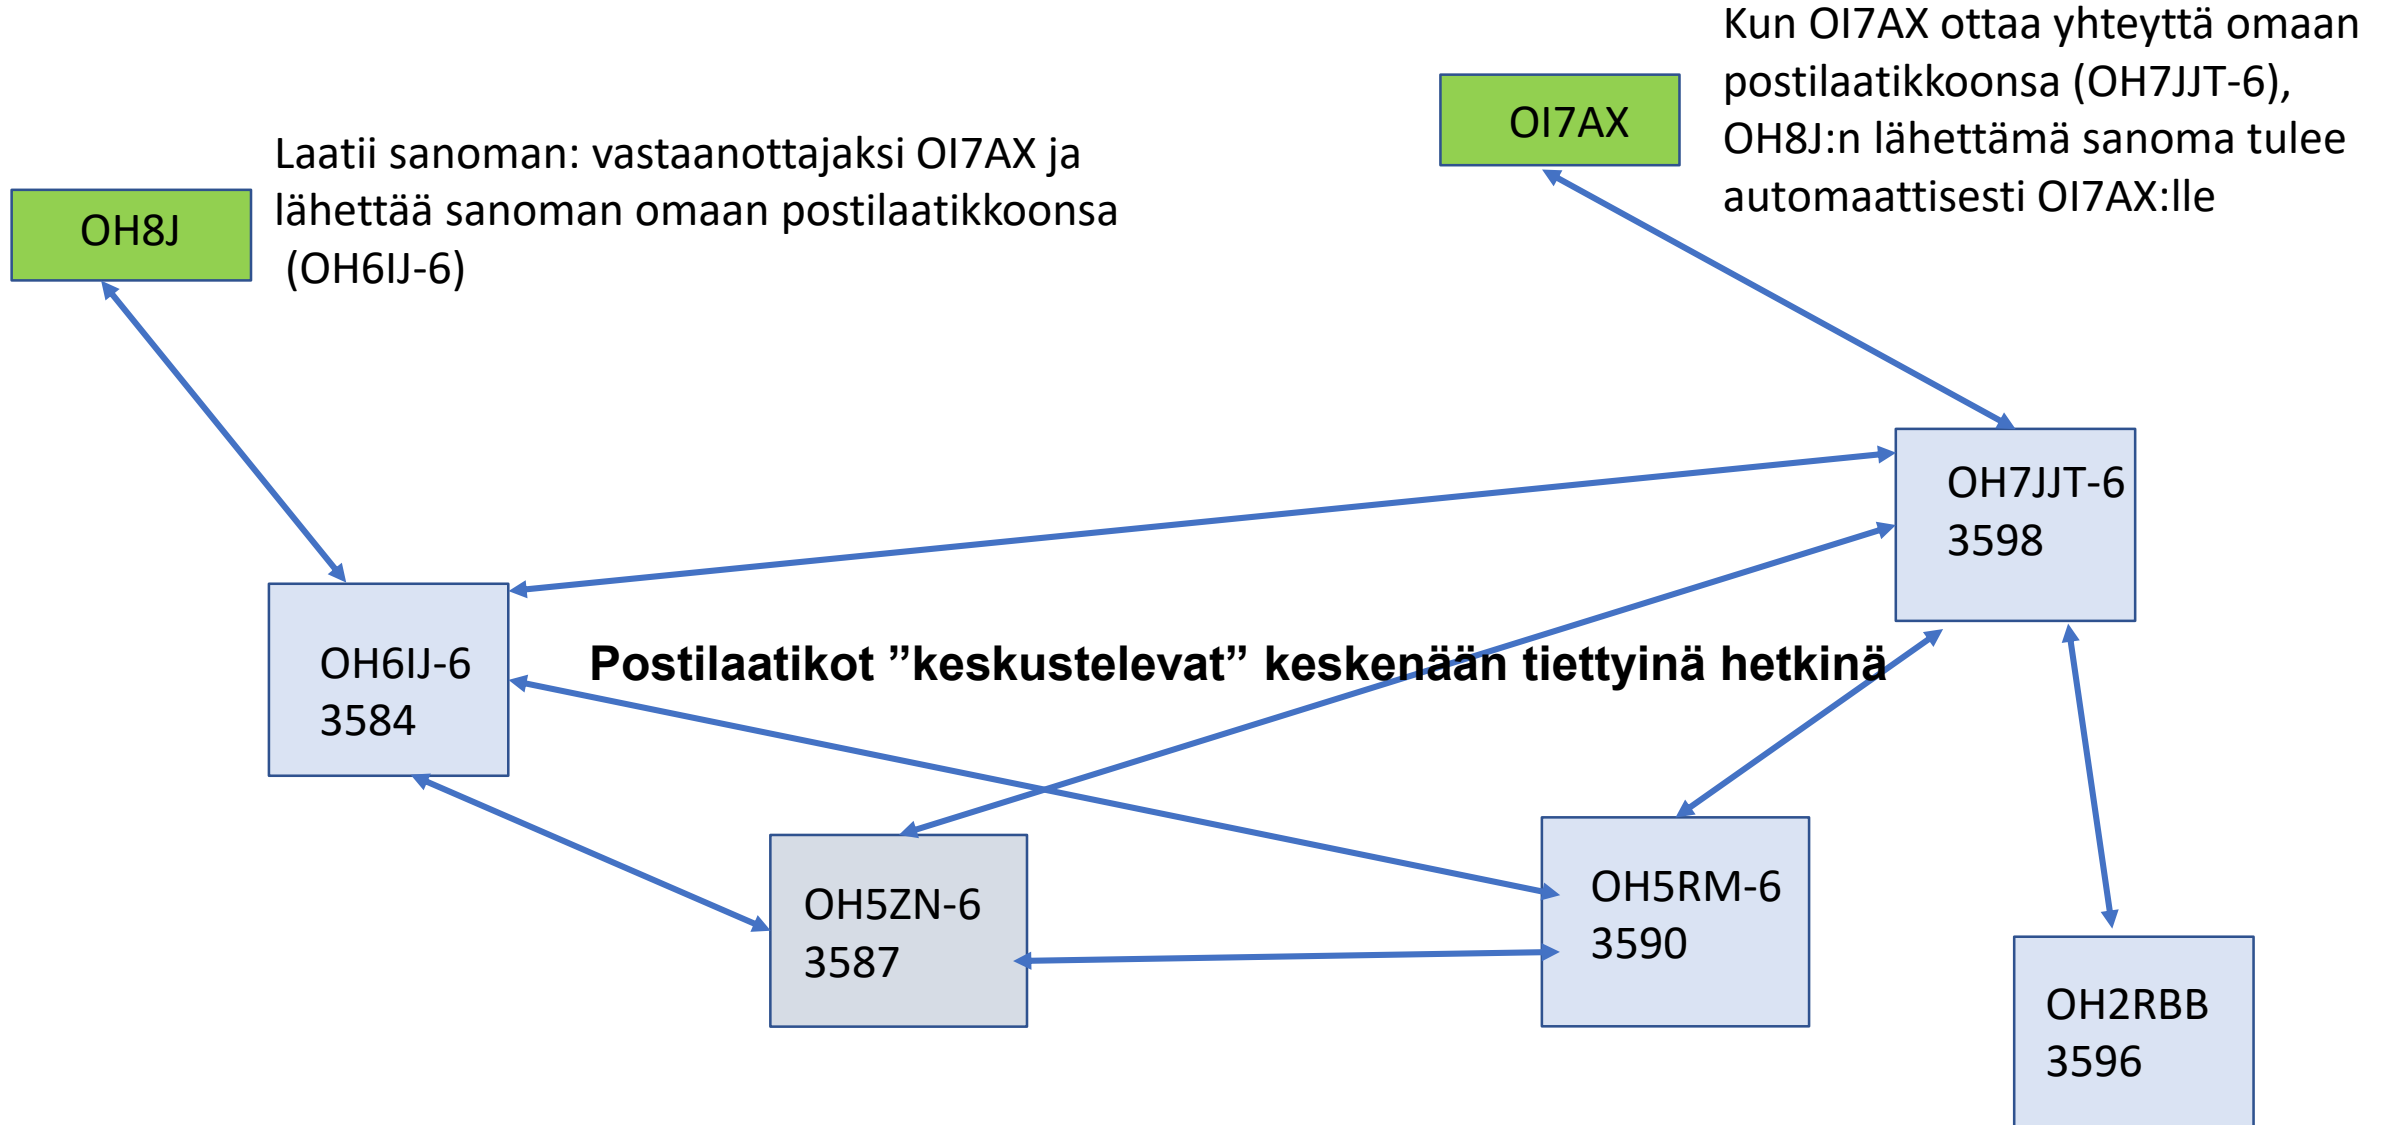 Kun OI7AX ottaa yhteyttä omaan
postilaatikkoonsa (OH7JJT-6),
OH8J:n lähettämä sanoma tulee
automaattisesti OI7AX:lle
OI7AX
Laatii sanoman: vastaanottajaksi OI7AX ja
lähettää sanoman omaan postilaatikkoonsa
(OH6IJ-6)
OH8J
OH7JJT-6
3598
OH6IJ-6
3584
Postilaatikot ”keskustelevat” keskenään tiettyinä hetkinä
OH5ZN-6
3587
OH5RM-6
3590
OH2RBB
3596